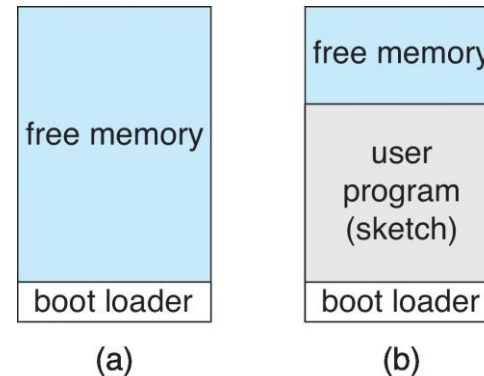 free memory
boot loader
(a)
free memory
user
program
(sketch)
boot loader
(b)